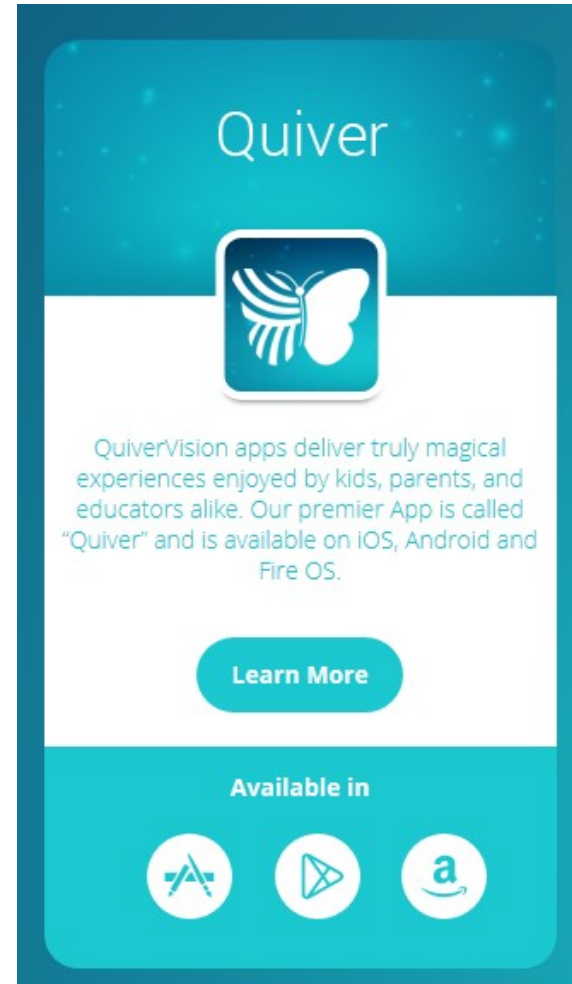 Quiver
QuiverVision apps deliver truly magical
experiences enjoyed by kids, parents, and
educators alike. Our premier App is called
“Quiver” and is available on iOS, Android and
Fire OS.
Learn More
Available in
a